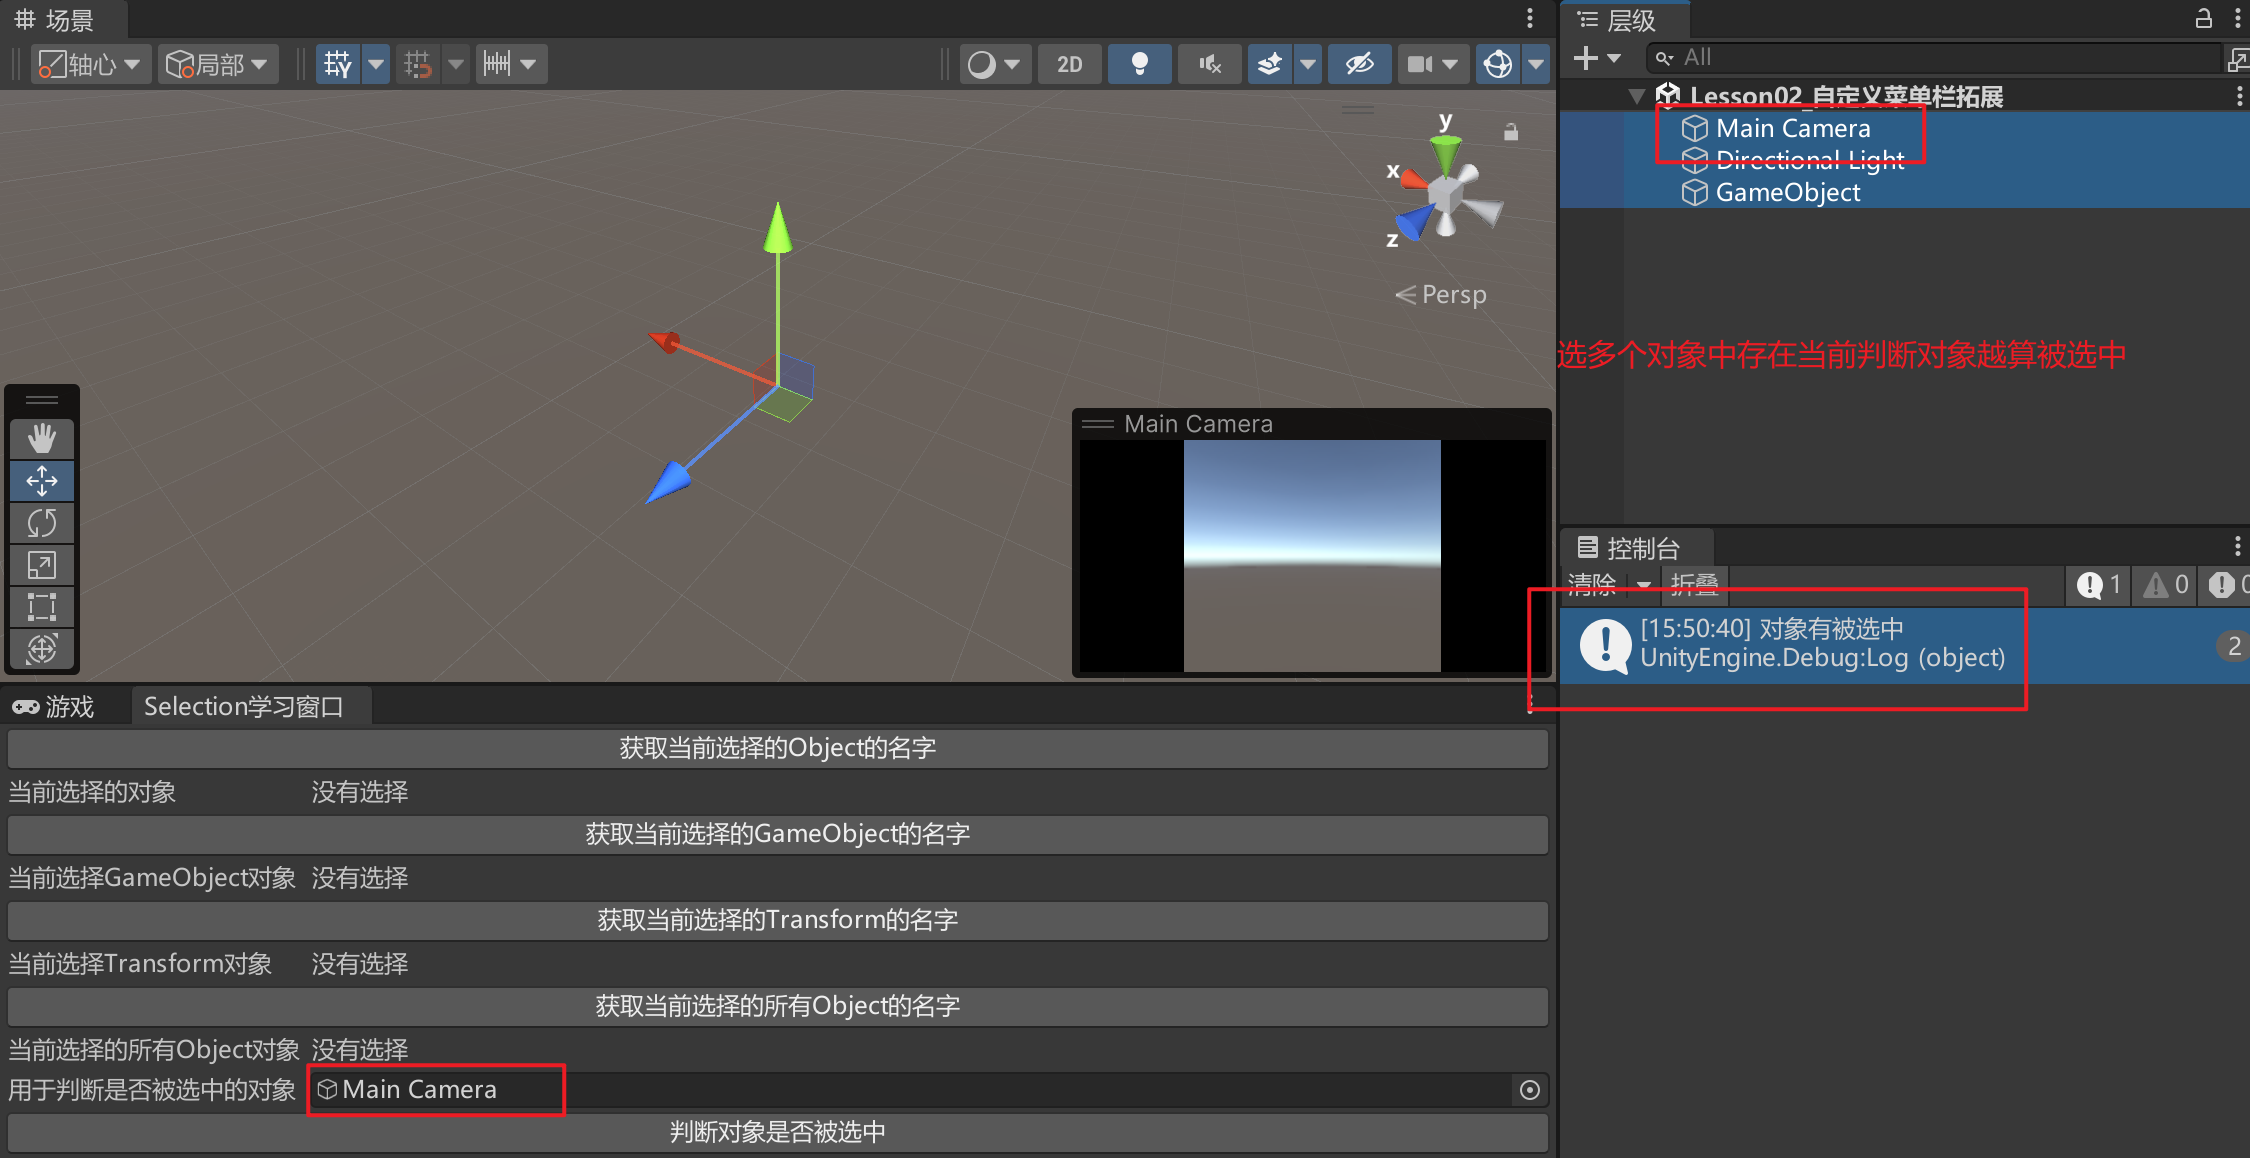 场景
轴心
局部
2D
y
x
z
Persp
Main Camera
层级
All
Lesson02_自定义菜单栏拓展
Main Camera
Directional Light
GameObject
选多个对象中存在当前判断对象越算被选中
控制台
清除
折叠
1
0
0
[15:50:40] 对象有被选中
UnityEngine.Debug:Log (object)
2
游戏
Selection学习窗口
获取当前选择的Object的名字
当前选择的对象 没有选择
获取当前选择的GameObject的名字
当前选择GameObject对象 没有选择
获取当前选择的Transform的名字
当前选择Transform对象 没有选择
获取当前选择的所有Object的名字
当前选择的所有Object对象 没有选择
用于判断是否被选中的对象 Main Camera
判断对象是否被选中